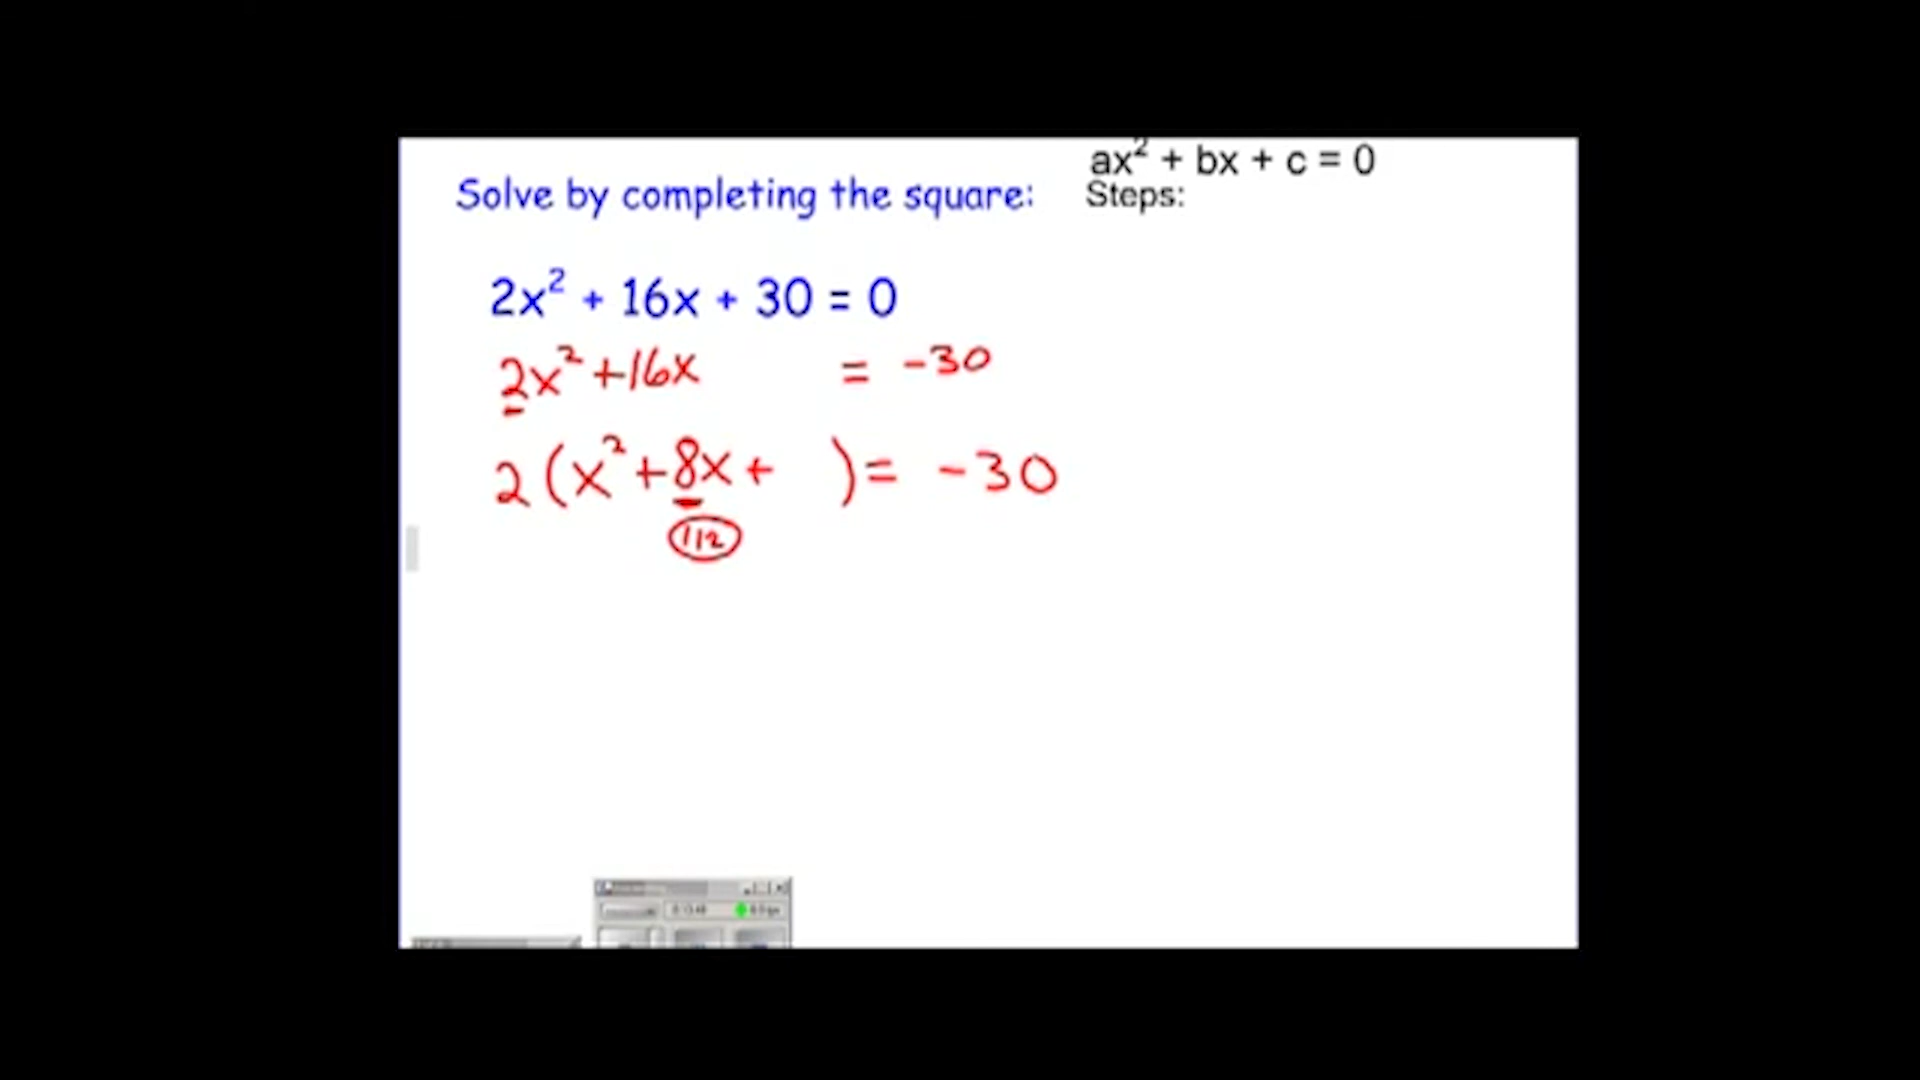 ax² + bx + c = 0
Solve by completing the square:
Steps:
2x² + 16x + 30 = 0
2x² + 16x = -30
2(x² + 8x + ) = -30
1/2